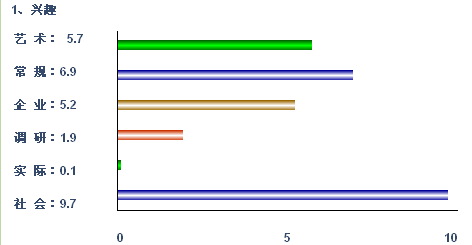 1、兴趣
艺 术： 5.7
常 规：6.9
企 业：5.2
调 研：1.9
实 际：0.1
社 会：9.7
0 5 10